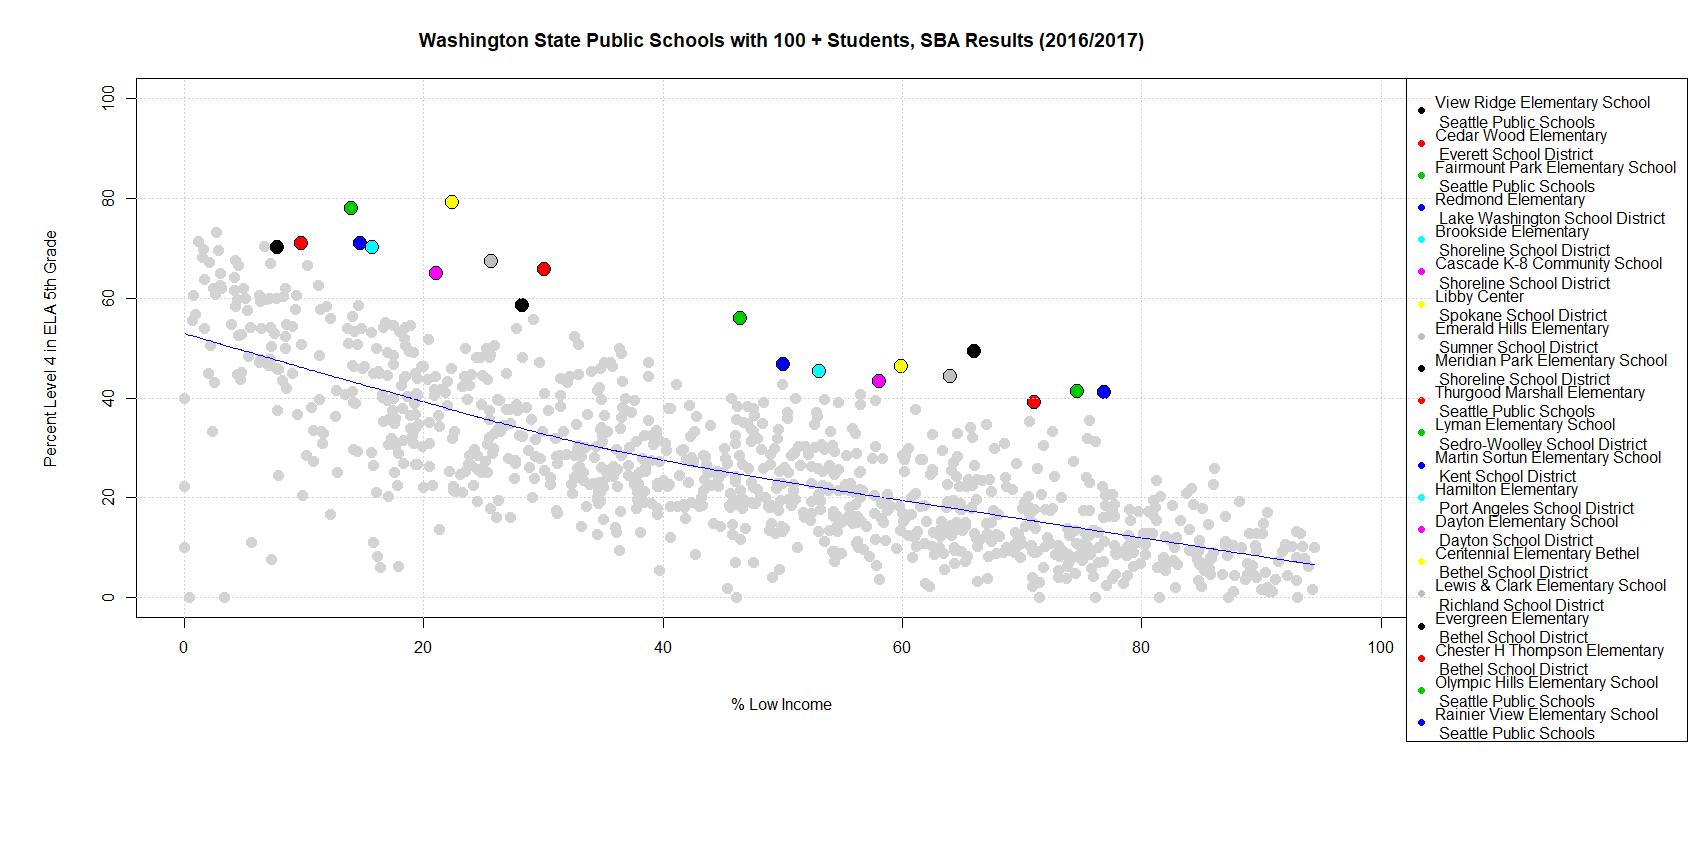 Washington State Public Schools with 100 + Students, SBA Results (2016/2017)
Percent Level 4 in ELA 5th Grade
100
80
60
40
20
0
0
20
40
60
80
100
% Low Income
View Ridge Elementary School
Seattle Public Schools
Cedar Wood Elementary
Everett School District
Fairmount Park Elementary School
Seattle Public Schools
Redmond Elementary
Lake Washington School District
Brookside Elementary
Shoreline School District
Cascade K-8 Community School
Shoreline School District
Libby Center
Spokane School District
Emerald Hills Elementary
Sumner School District
Meridian Park Elementary School
Shoreline School District
Thurgood Marshall Elementary
Seattle Public Schools
Lyman Elementary School
Sedro-Woolley School District
Martin Sortun Elementary School
Kent School District
Hamilton Elementary
Port Angeles School District
Dayton Elementary School
Dayton School District
Centennial Elementary Bethel
Bethel School District
Lewis & Clark Elementary School
Richland School District
Evergreen Elementary
Bethel School District
Chester H Thompson Elementary
Bethel School District
Olympic Hills Elementary School
Seattle Public Schools
Rainier View Elementary School
Seattle Public Schools